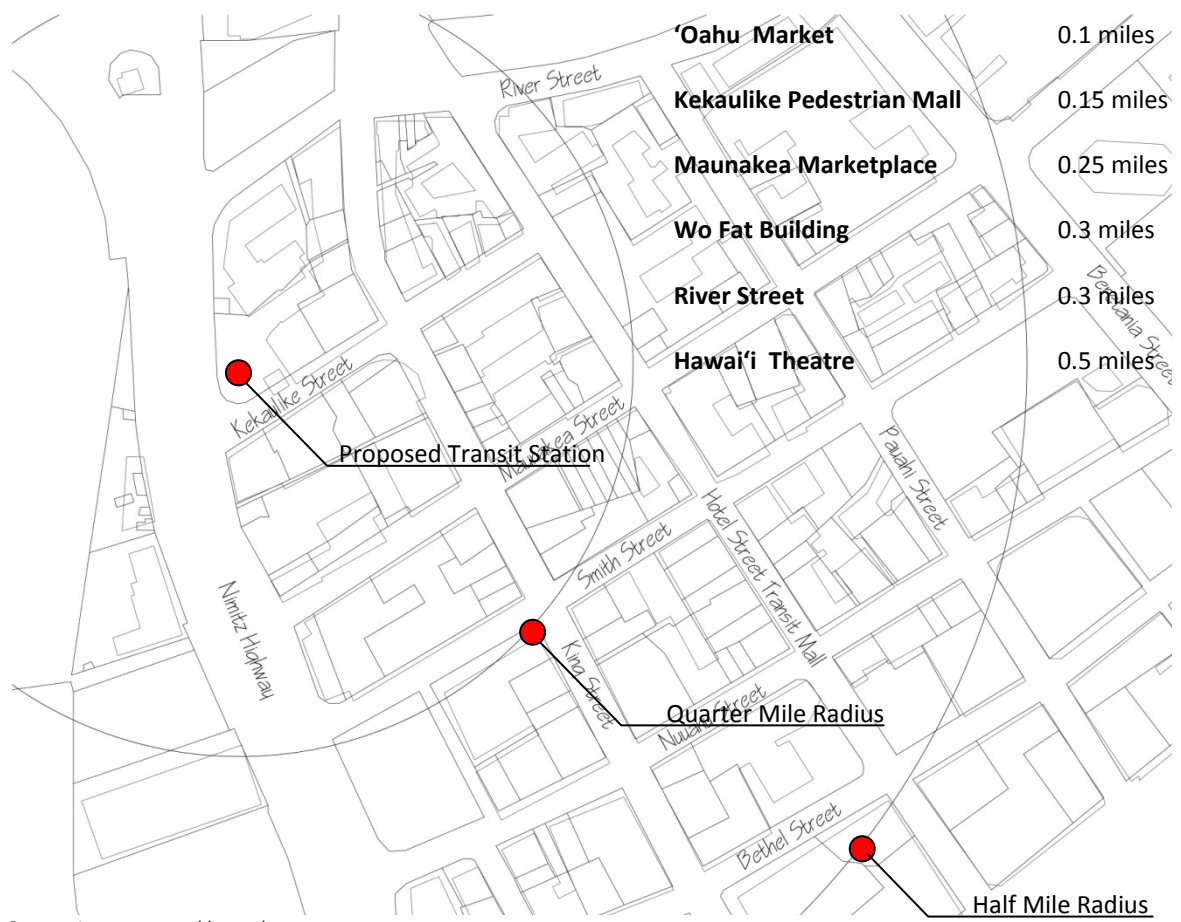 ‘Oahu Market 0.1 miles
River Street
Kekaulike Pedestrian Mall 0.15 miles
Maunakea Marketplace 0.25 miles
Wo Fat Building 0.3 miles
River Street 0.3 miles
Beretania Street
Hawai‘i Theatre 0.5 miles
Kekaulike Street
Proposed Transit Station
Maunakea Street
Pauahi Street
Hotel Street Transit Mall
Smith Street
Nimitz Highway
King Street
Quarter Mile Radius
Nuuanu Street
Bethel Street
Half Mile Radius